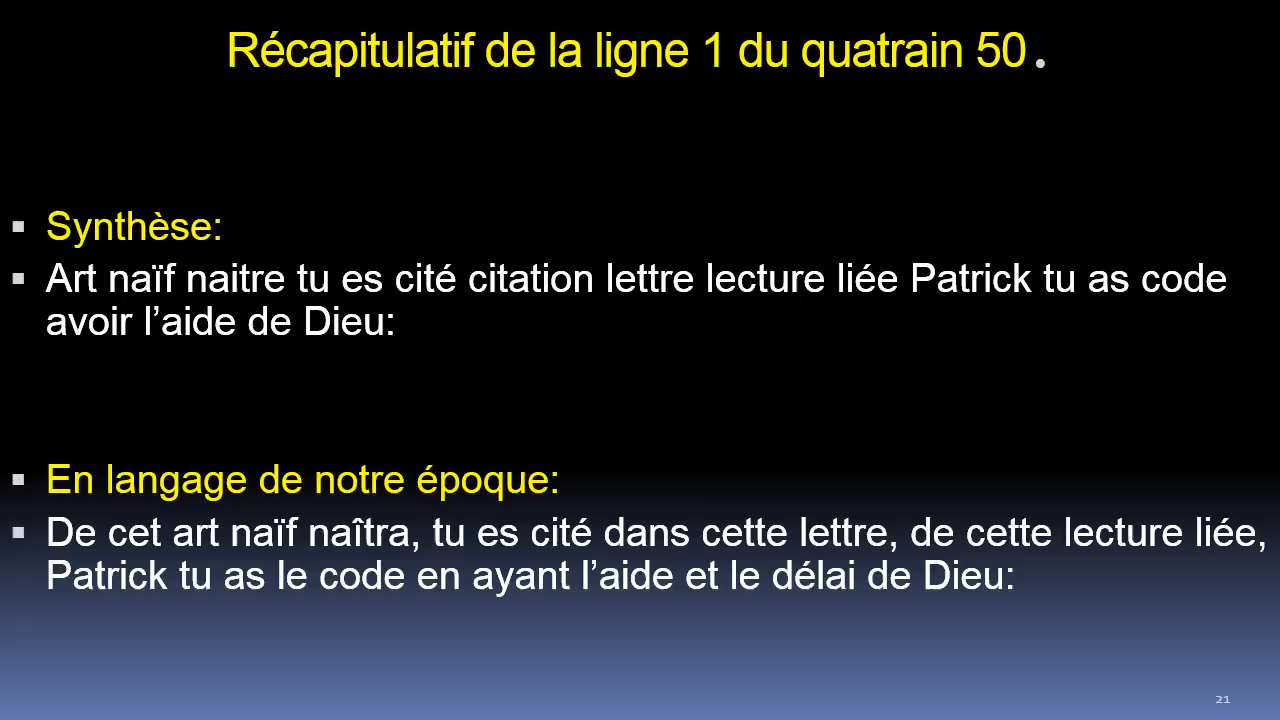 Récapitulatif de la ligne 1 du quatrain 50.
▪ Synthèse:
▪ Art naïf naitre tu es cité citation lettre lecture liée Patrick tu as code
avoir l’aide de Dieu:
▪ En langage de notre époque:
▪ De cet art naïf naîtra, tu es cité dans cette lettre, de cette lecture liée,
Patrick tu as le code en ayant l’aide et le délai de Dieu:
21